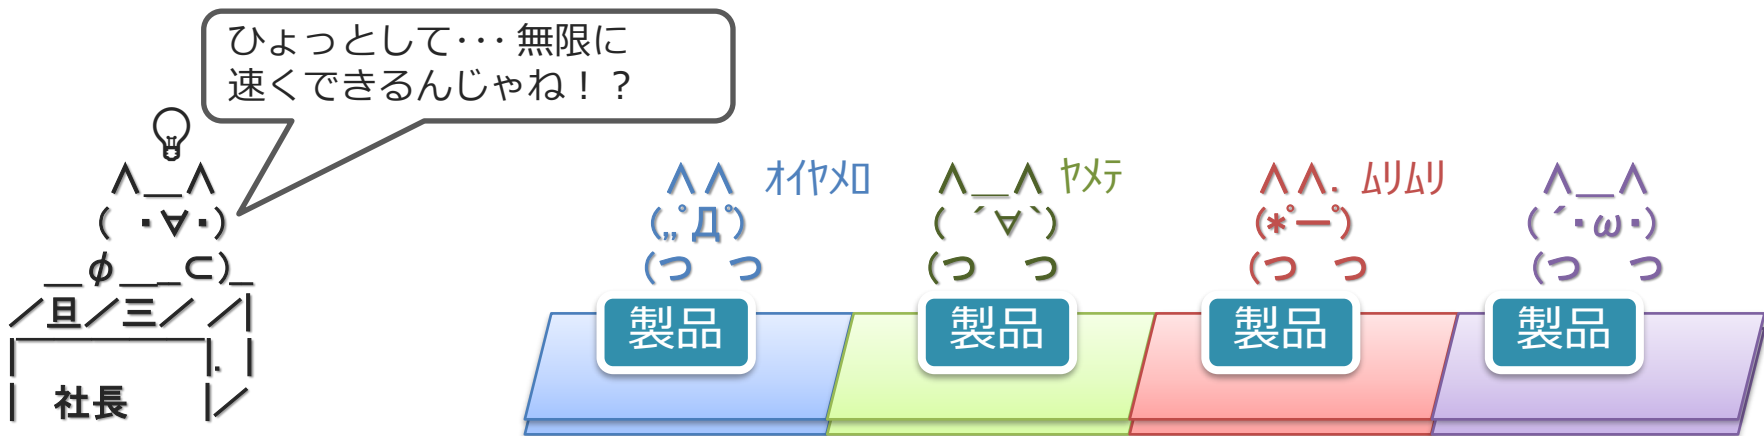 ひょっとして･･･ 無限に
速くできるんじゃね！？
ｵｲﾔﾒﾛ
ﾔﾒﾃ
ﾑﾘﾑﾘ
製品
製品
製品
製品
社長